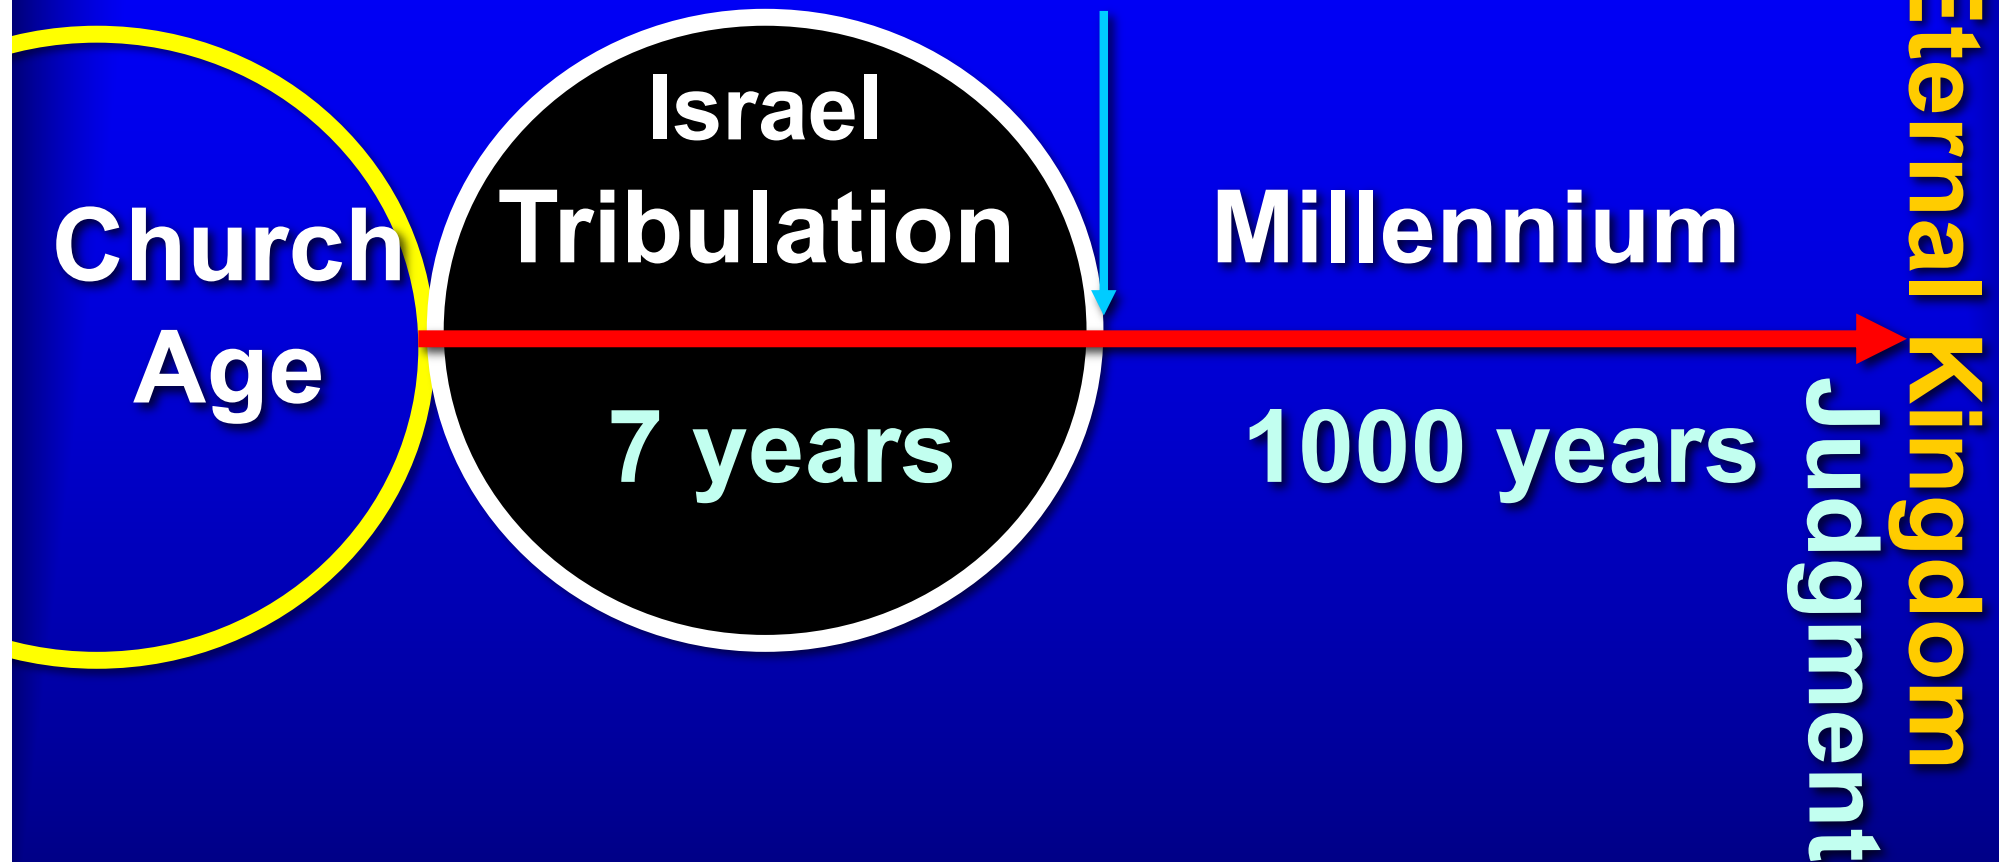 Church
Age
Israel
Tribulation
7 years
Millennium
1000 years
Judgment
Eternal Kingdom